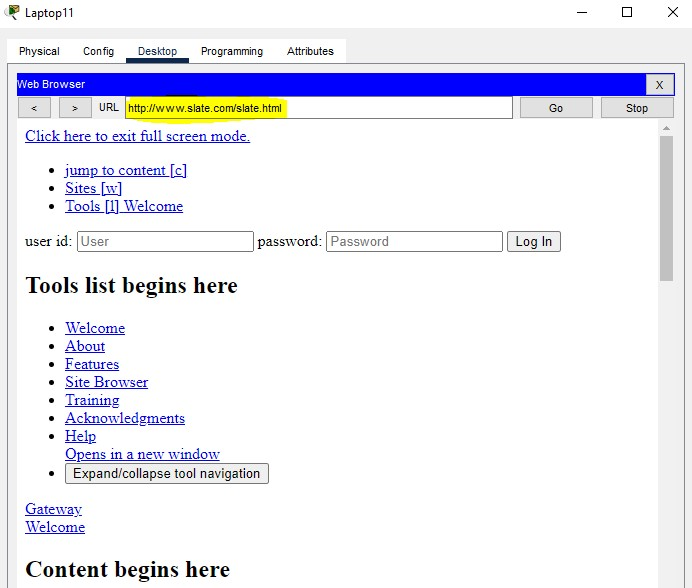 Laptop11
Physical Config Desktop Programming Attributes
Web Browser X
< > URL http://www.slate.com/slate.html Go Stop
Click here to exit full screen mode.
jump to content [c]
Sites [w]
Tools [l] Welcome
user id: User password: Password Log In
Tools list begins here
Welcome
About
Features
Site Browser
Training
Acknowledgments
Help
Opens in a new window
Expand/collapse tool navigation
Gateway
Welcome
Content begins here